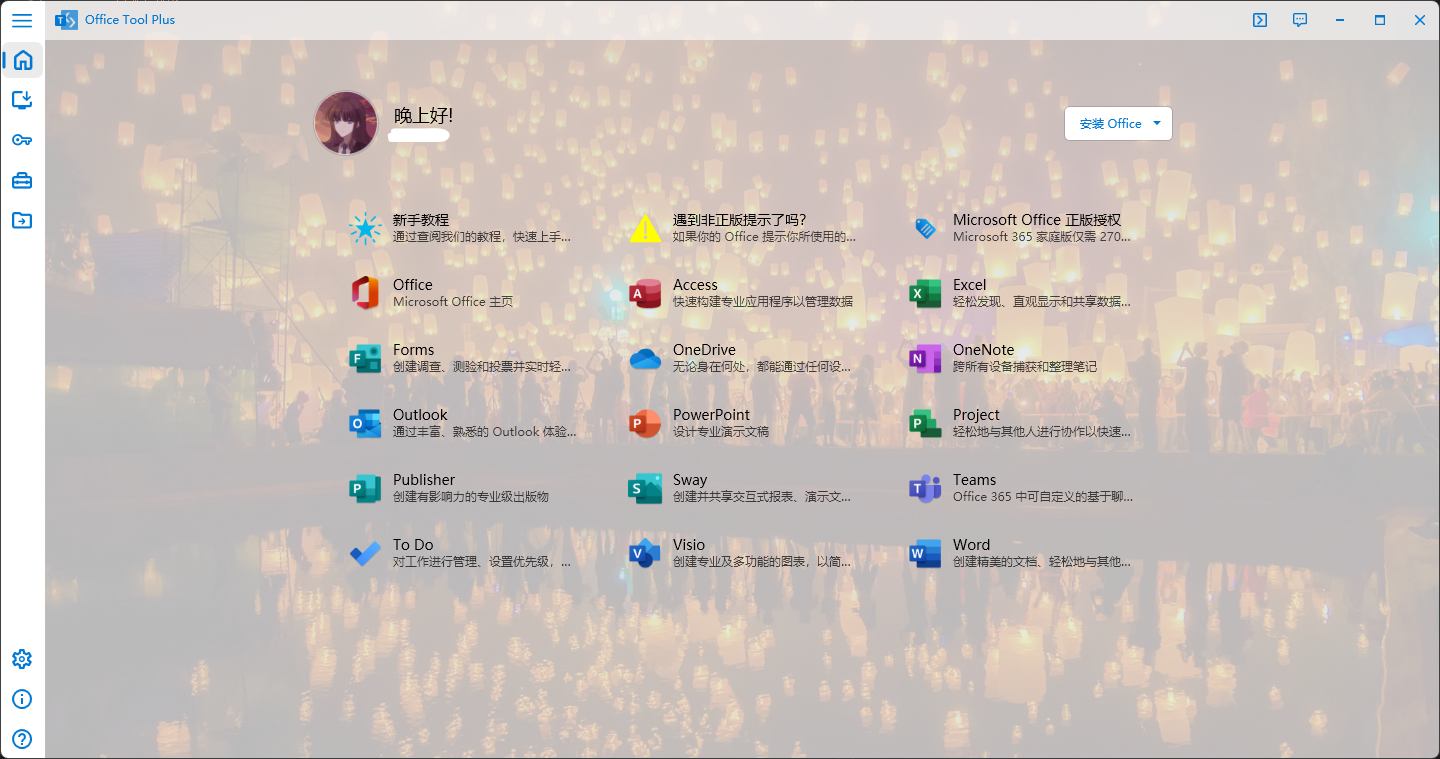 Office Tool Plus
晚上好!
安装 Office
新手教程
通过查阅我们的教程，快速上手...
遇到非正版提示了吗?
如果你的 Office 提示你所使用的...
Microsoft Office 正版授权
Microsoft 365 家庭版仅需 270...
Office
Microsoft Office 主页
Access
快速构建专业应用程序以管理数据
Excel
轻松发现、直观显示和共享数据...
Forms
创建调查、测验和投票并实时轻...
OneDrive
无论身在何处，都能通过任何设...
OneNote
跨所有设备捕获和整理笔记
Outlook
通过丰富、熟悉的 Outlook 体验...
PowerPoint
设计专业演示文稿
Project
轻松地与其他人进行协作以快速...
Publisher
创建有影响力的专业级出版物
Sway
创建并共享交互式报表、演示文...
Teams
Office 365 中可自定义的基于聊...
To Do
对工作进行管理、设置优先级，...
Visio
创建专业及多功能的图表，以简...
Word
创建精美的文档、轻松地与其他...